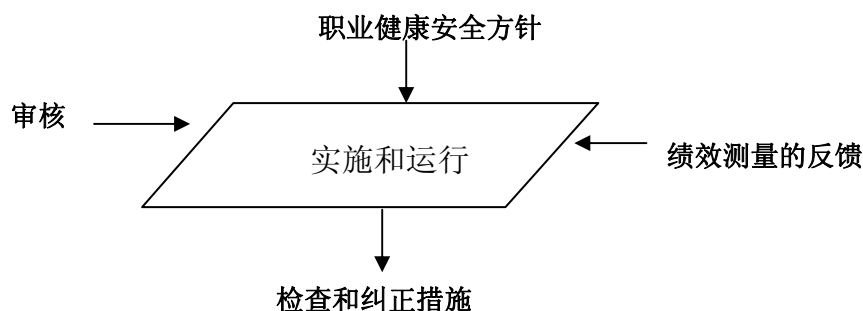 职业健康安全方针
审核
实施和运行
绩效测量的反馈
检查和纠正措施